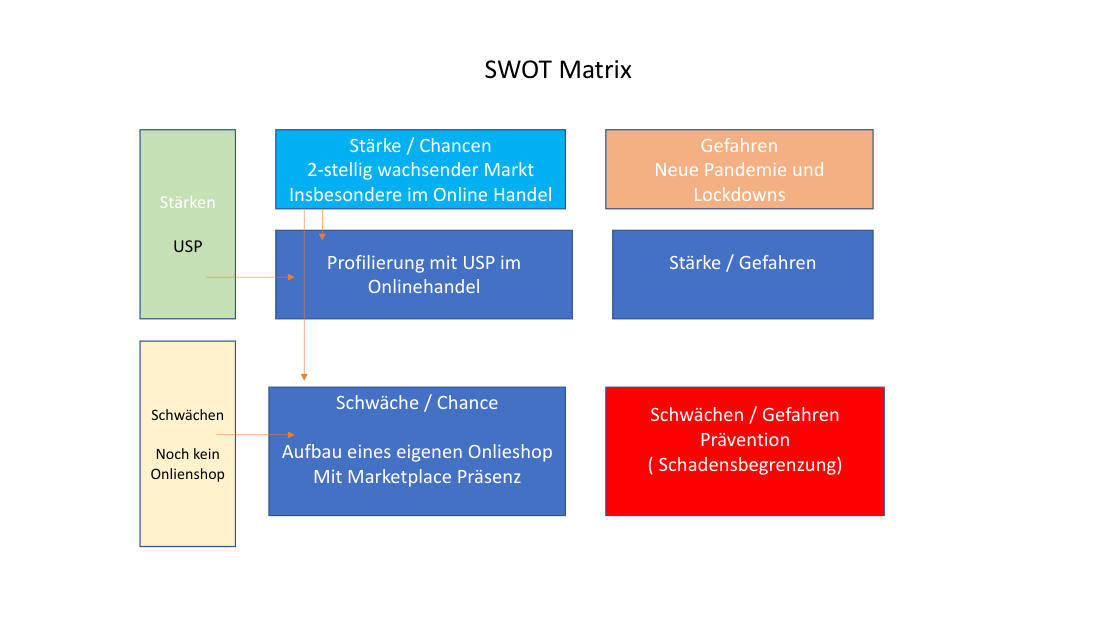 SWOT Matrix
Stärken
USP
Stärke / Chancen
2-stellig wachsender Markt
Insbesondere im Online Handel
Gefahren
Neue Pandemie und
Lockdowns
Profilierung mit USP im
Onlinehandel
Stärke / Gefahren
Schwächen
Noch kein
Onlienshop
Schwäche / Chance
Aufbau eines eigenen Onlieshop
Mit Marketplace Präsenz
Schwächen / Gefahren
Prävention
( Schadensbegrenzung)